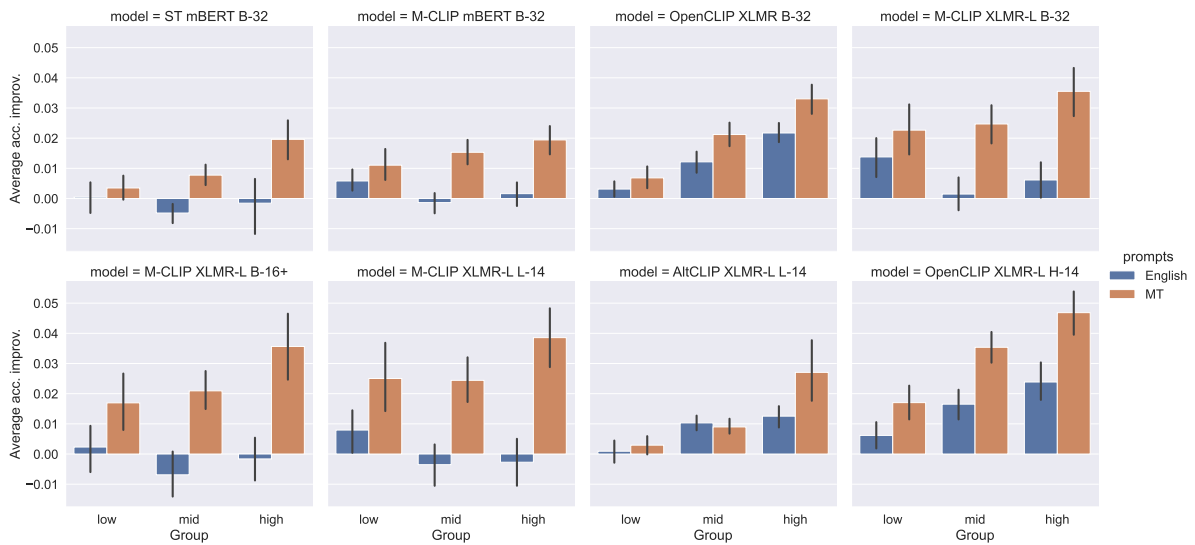 model = ST mBERT B-32
model = M-CLIP mBERT B-32
model = OpenCLIP XLMR B-32
model = M-CLIP XLMR-L B-32
Average acc. improv.
0.05
0.04
0.03
0.02
0.01
0.00
−0.01
model = M-CLIP XLMR-L B-16+
model = M-CLIP XLMR-L L-14
model = AltCLIP XLMR-L L-14
model = OpenCLIP XLMR-L H-14
Average acc. improv.
0.05
0.04
0.03
0.02
0.01
0.00
−0.01
low mid high
Group
low mid high
Group
low mid high
Group
low mid high
Group
prompts
English
MT